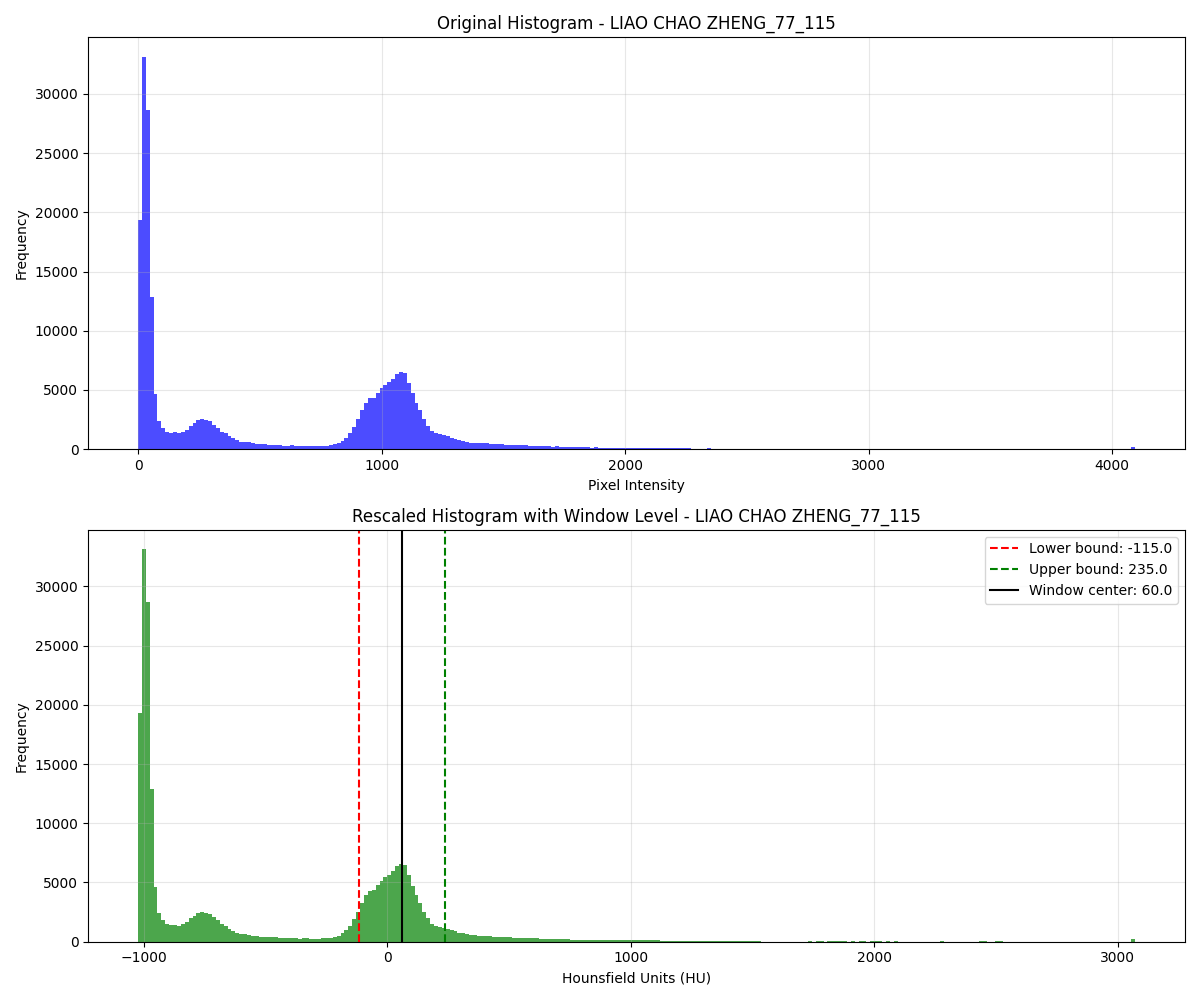 Original Histogram - LIAO CHAO ZHENG_77_115
30000
25000
20000
15000
10000
5000
0
Frequency
0 1000 2000 3000 4000
Pixel Intensity
Rescaled Histogram with Window Level - LIAO CHAO ZHENG_77_115
Lower bound: -115.0
Upper bound: 235.0
Window center: 60.0
30000
25000
20000
15000
10000
5000
0
Frequency
−1000 0 1000 2000 3000
Hounsfield Units (HU)